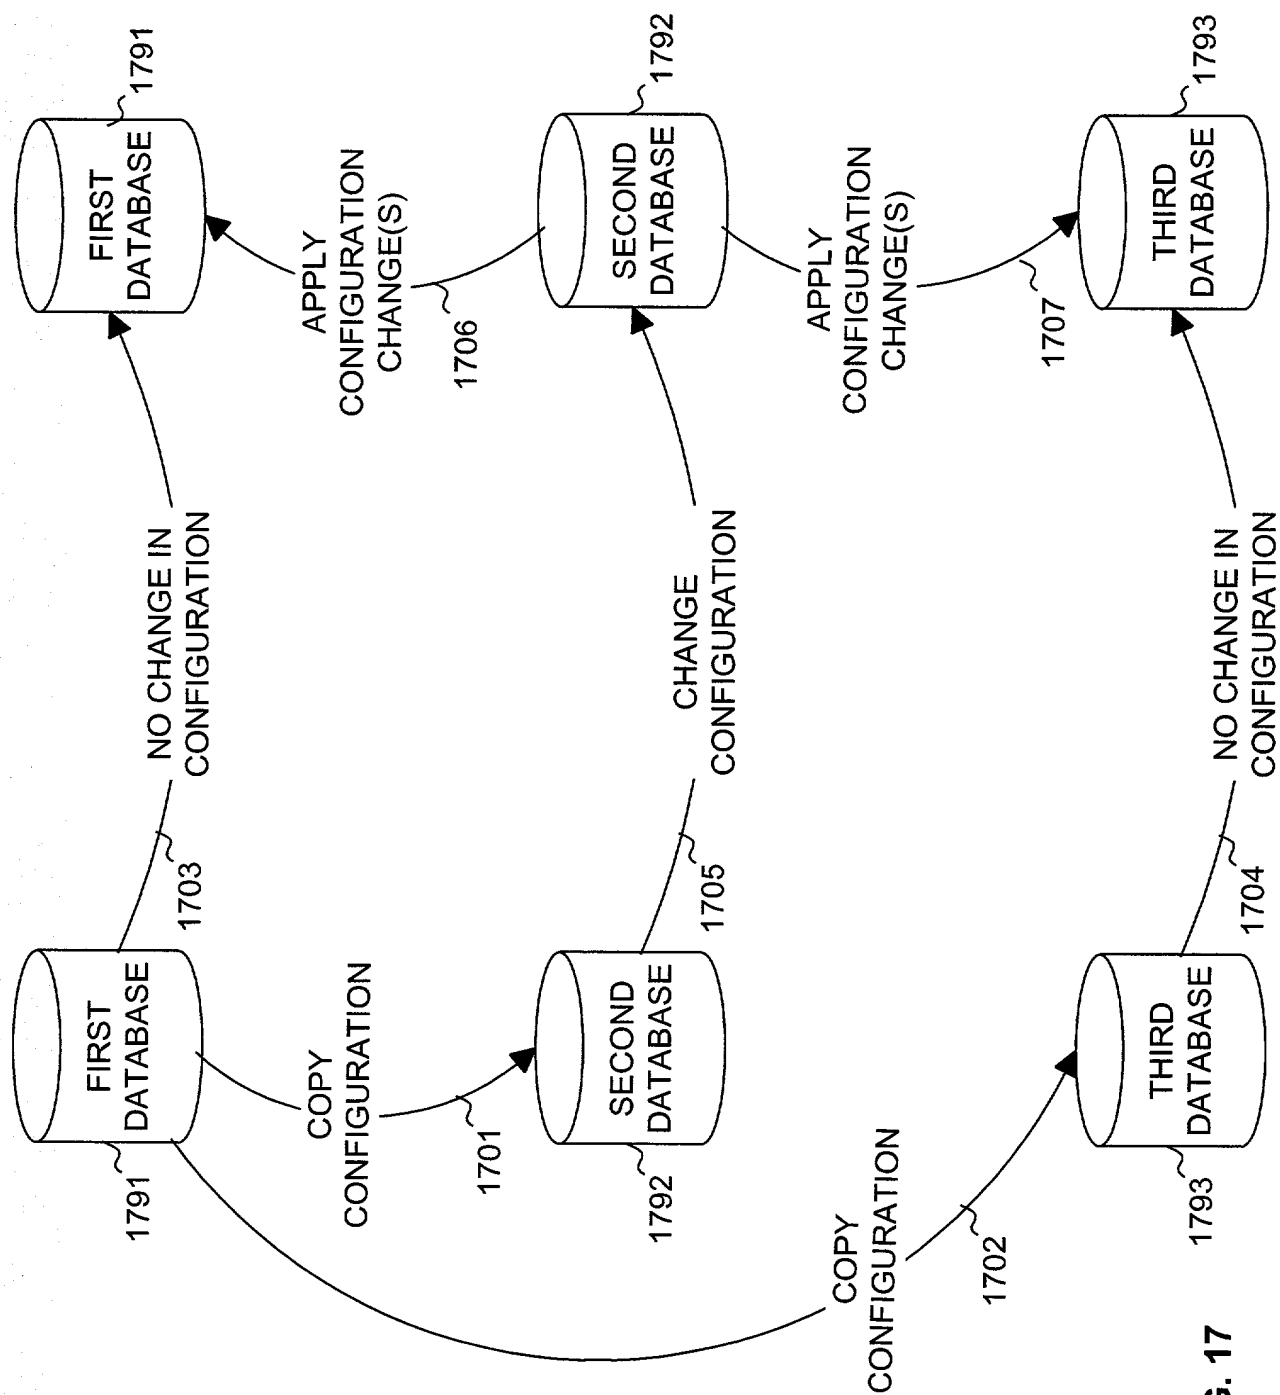 1791
FIRST
DATABASE
NO CHANGE IN
CONFIGURATION
1703
FIRST
DATABASE
1791
COPY
CONFIGURATION
1701
APPLY
CONFIGURATION
CHANGE(S)
1706
1792
SECOND
DATABASE
CHANGE
CONFIGURATION
1705
SECOND
DATABASE
1792
COPY
CONFIGURATION
1702
APPLY
CONFIGURATION
CHANGE(S)
1707
1793
THIRD
DATABASE
NO CHANGE IN
CONFIGURATION
1704
THIRD
DATABASE
1793
17